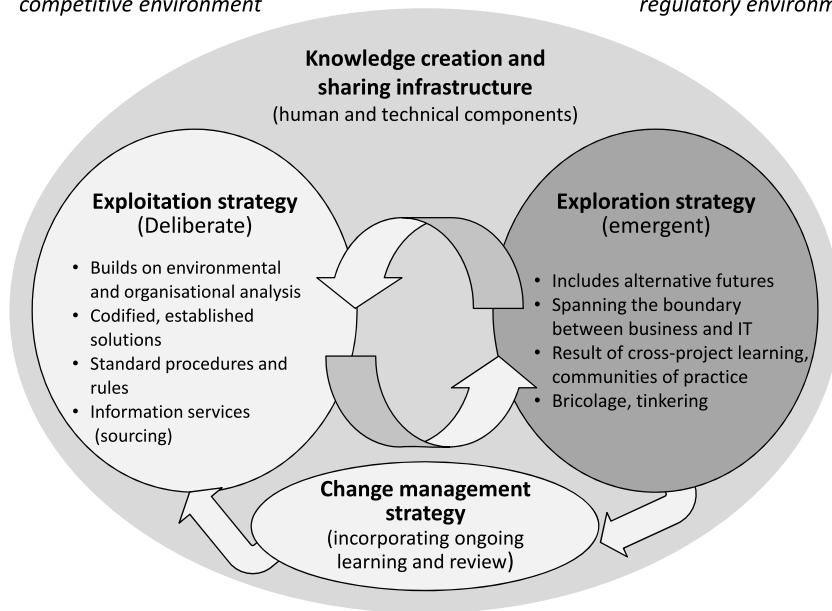 competitive environment
regulatory
Knowledge creation and
sharing infrastructure
(human and technical components)
Exploitation strategy
(Deliberate)
• Builds on environmental
and organisational analysis
• Codified, established
solutions
• Standard procedures and
rules
• Information services
(sourcing)
Exploration strategy
(emergent)
• Includes alternative futures
• Spanning the boundary
between business and IT
• Result of cross-project learning,
communities of practice
• Bricolage, tinkering
Change management
strategy
(incorporating ongoing
learning and review)